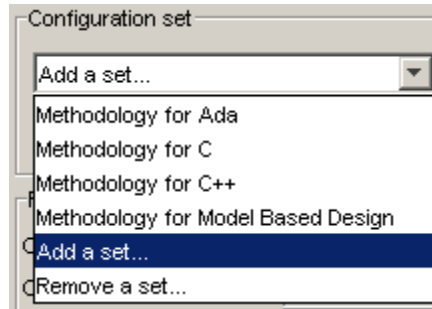 Configuration set
Add a set...
Methodology for Ada
Methodology for C
Methodology for C++
Methodology for Model Based Design
Add a set...
Remove a set...